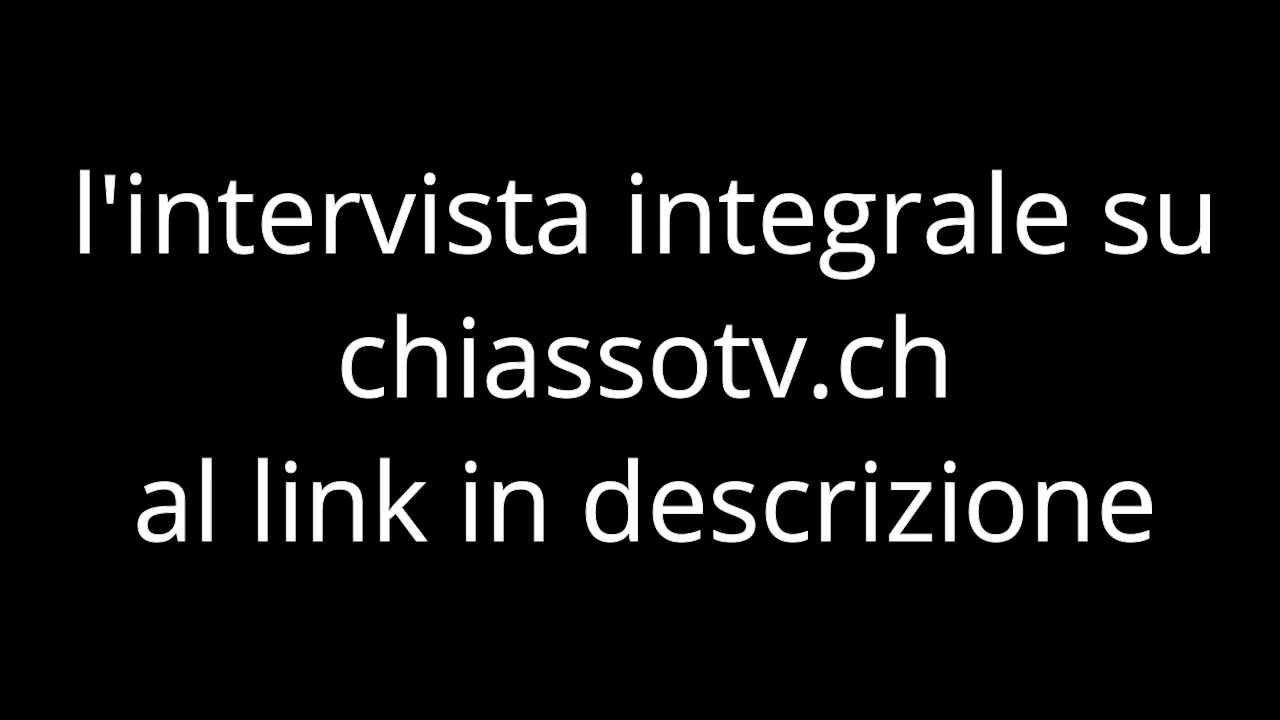 l'intervista integrale su
chiassotv.ch
al link in descrizione